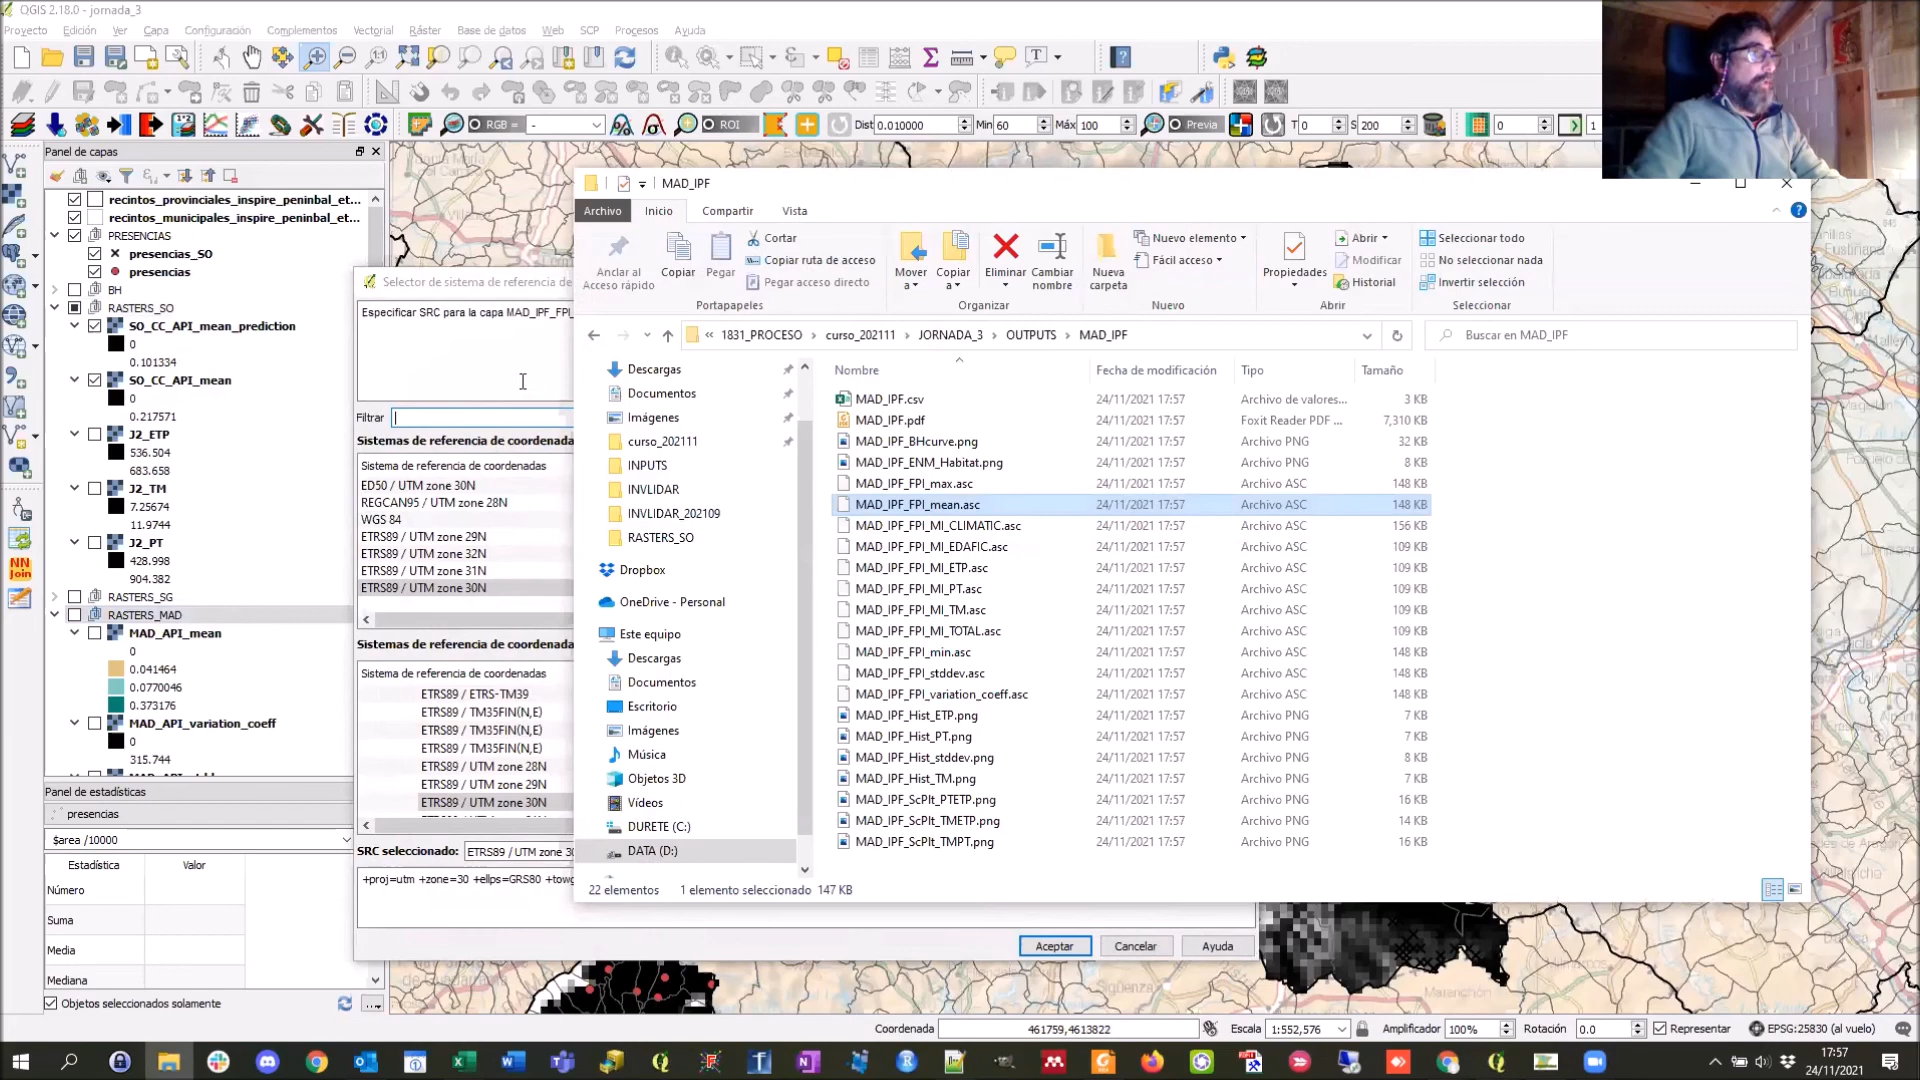 QGIS 2.18.0 - jornada_3
Proyecto Edición Ver Capa Configuración Complementos Vectorial Ráster Base de datos Web SCP Procesos Ayuda
RGB = - ROI Dist 0.010000 Min 60 Máx 100 Previa T 0 S 200 0 1
Panel de capas
recintos_provinciales_inspire_peninbal_et...
recintos_municipales_inspire_peninbal_et...
PRESENCIAS
presencias_SO
presencias
BH
RASTERS_SO
SO_CC_API_mean_prediction
0
0.101334
SO_CC_API_mean
0
0.217571
J2_ETP
536.504
683.658
J2_TM
7.25674
11.9744
J2_PT
428.998
904.382
RASTERS_SG
RASTERS_MAD
MAD_API_mean
0
0.041464
0.0770046
0.373176
MAD_API_variation_coeff
0
315.744
Panel de estadísticas
presencias
$area /10000
Estadística Valor
Número
Suma
Media
Mediana
Objetos seleccionados solamente
NN
Join
Selector de sistema de referencia de
Especificar SRC para la capa MAD_IPF_FPI_
Filtrar
Sistemas de referencia de coordenada
Sistema de referencia de coordenadas
ED50 / UTM zone 30N
REGCAN95 / UTM zone 28N
WGS 84
ETRS89 / UTM zone 29N
ETRS89 / UTM zone 32N
ETRS89 / UTM zone 31N
ETRS89 / UTM zone 30N
Sistemas de referencia de coordenada
Sistema de referencia de coordenadas
ETRS89 / ETRS-TM39
ETRS89 / TM35FIN(N,E)
ETRS89 / TM35FIN(N,E)
ETRS89 / TM35FIN(N,E)
ETRS89 / UTM zone 28N
ETRS89 / UTM zone 29N
ETRS89 / UTM zone 30N
SRC seleccionado: ETRS89 / UTM zone 30
+proj=utm +zone=30 +ellps=GRS80 +towg
Aceptar Cancelar Ayuda
MAD_IPF
Archivo Inicio Compartir Vista
Anclar al
Acceso rápido
Copiar
Pegar
Cortar
Copiar ruta de acceso
Pegar acceso directo
Portapapeles
Mover
a
Copiar
a
Eliminar
Cambiar
nombre
Organizar
Nueva
carpeta
Nuevo elemento
Fácil acceso
Nuevo
Propiedades
Abrir
Modificar
Historial
Abrir
Seleccionar todo
No seleccionar nada
Invertir selección
Seleccionar
« 1831_PROCESO › curso_202111 › JORNADA_3 › OUTPUTS › MAD_IPF
Buscar en MAD_IPF
Descargas
Documentos
Imágenes
curso_202111
INPUTS
INVLIDAR
INVLIDAR_202109
RASTERS_SO
Dropbox
OneDrive - Personal
Este equipo
Descargas
Documentos
Escritorio
Imágenes
Música
Objetos 3D
Vídeos
DURETE (C:)
DATA (D:)
Nombre Fecha de modificación Tipo Tamaño
MAD_IPF.csv 24/11/2021 17:57 Archivo de valores... 3 KB
MAD_IPF.pdf 24/11/2021 17:57 Foxit Reader PDF ... 7,310 KB
MAD_IPF_BHcurve.png 24/11/2021 17:57 Archivo PNG 32 KB
MAD_IPF_ENM_Habitat.png 24/11/2021 17:57 Archivo PNG 8 KB
MAD_IPF_FPI_max.asc 24/11/2021 17:57 Archivo ASC 148 KB
MAD_IPF_FPI_mean.asc 24/11/2021 17:57 Archivo ASC 148 KB
MAD_IPF_FPI_MI_CLIMATIC.asc 24/11/2021 17:57 Archivo ASC 156 KB
MAD_IPF_FPI_MI_EDAFIC.asc 24/11/2021 17:57 Archivo ASC 109 KB
MAD_IPF_FPI_MI_ETP.asc 24/11/2021 17:57 Archivo ASC 109 KB
MAD_IPF_FPI_MI_PT.asc 24/11/2021 17:57 Archivo ASC 109 KB
MAD_IPF_FPI_MI_TM.asc 24/11/2021 17:57 Archivo ASC 109 KB
MAD_IPF_FPI_MI_TOTAL.asc 24/11/2021 17:57 Archivo ASC 109 KB
MAD_IPF_FPI_min.asc 24/11/2021 17:57 Archivo ASC 148 KB
MAD_IPF_FPI_stddev.asc 24/11/2021 17:57 Archivo ASC 148 KB
MAD_IPF_FPI_variation_coeff.asc 24/11/2021 17:57 Archivo ASC 148 KB
MAD_IPF_Hist_ETP.png 24/11/2021 17:57 Archivo PNG 7 KB
MAD_IPF_Hist_PT.png 24/11/2021 17:57 Archivo PNG 7 KB
MAD_IPF_Hist_stddev.png 24/11/2021 17:57 Archivo PNG 8 KB
MAD_IPF_Hist_TM.png 24/11/2021 17:57 Archivo PNG 7 KB
MAD_IPF_ScPlt_PTETP.png 24/11/2021 17:57 Archivo PNG 16 KB
MAD_IPF_ScPlt_TMETP.png 24/11/2021 17:57 Archivo PNG 14 KB
MAD_IPF_ScPlt_TMPT.png 24/11/2021 17:57 Archivo PNG 16 KB
22 elementos 1 elemento seleccionado 147 KB
Sigüenza
Maranchón
Coordenada 461759,4613822 Escala 1:552,576 Amplificador 100% Rotación 0.0 Representar EPSG:25830 (al vuelo)
17:57
24/11/2021